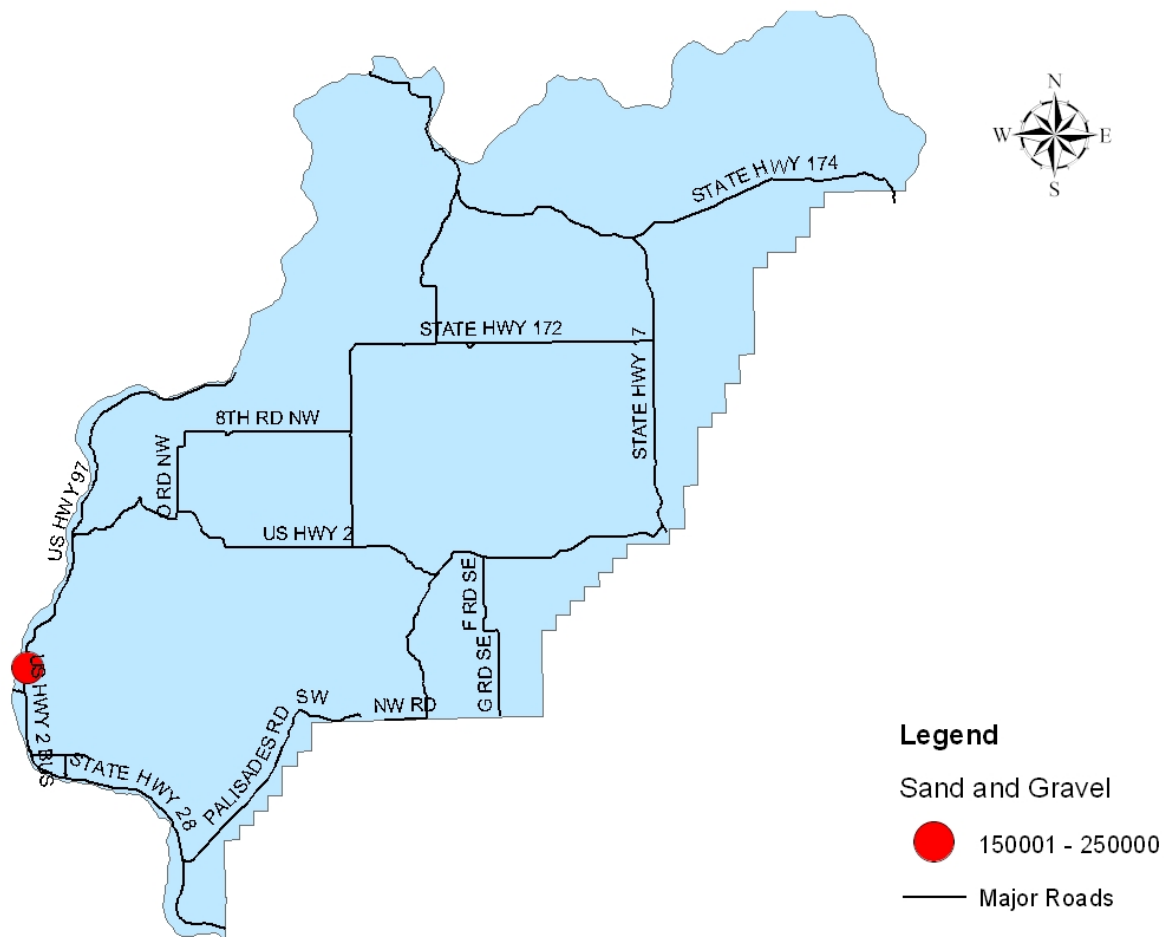 N
W E
S
STATE HWY 174
STATE HWY 172
STATE HWY 17
8TH RD NW
D RD NW
US HWY 97
US HWY 2
F RD SE
G RD SE
US HWY 2 BUS
SW
NW RD
PALISADES RD
STATE HWY 28
Legend
Sand and Gravel
150001 - 250000
Major Roads